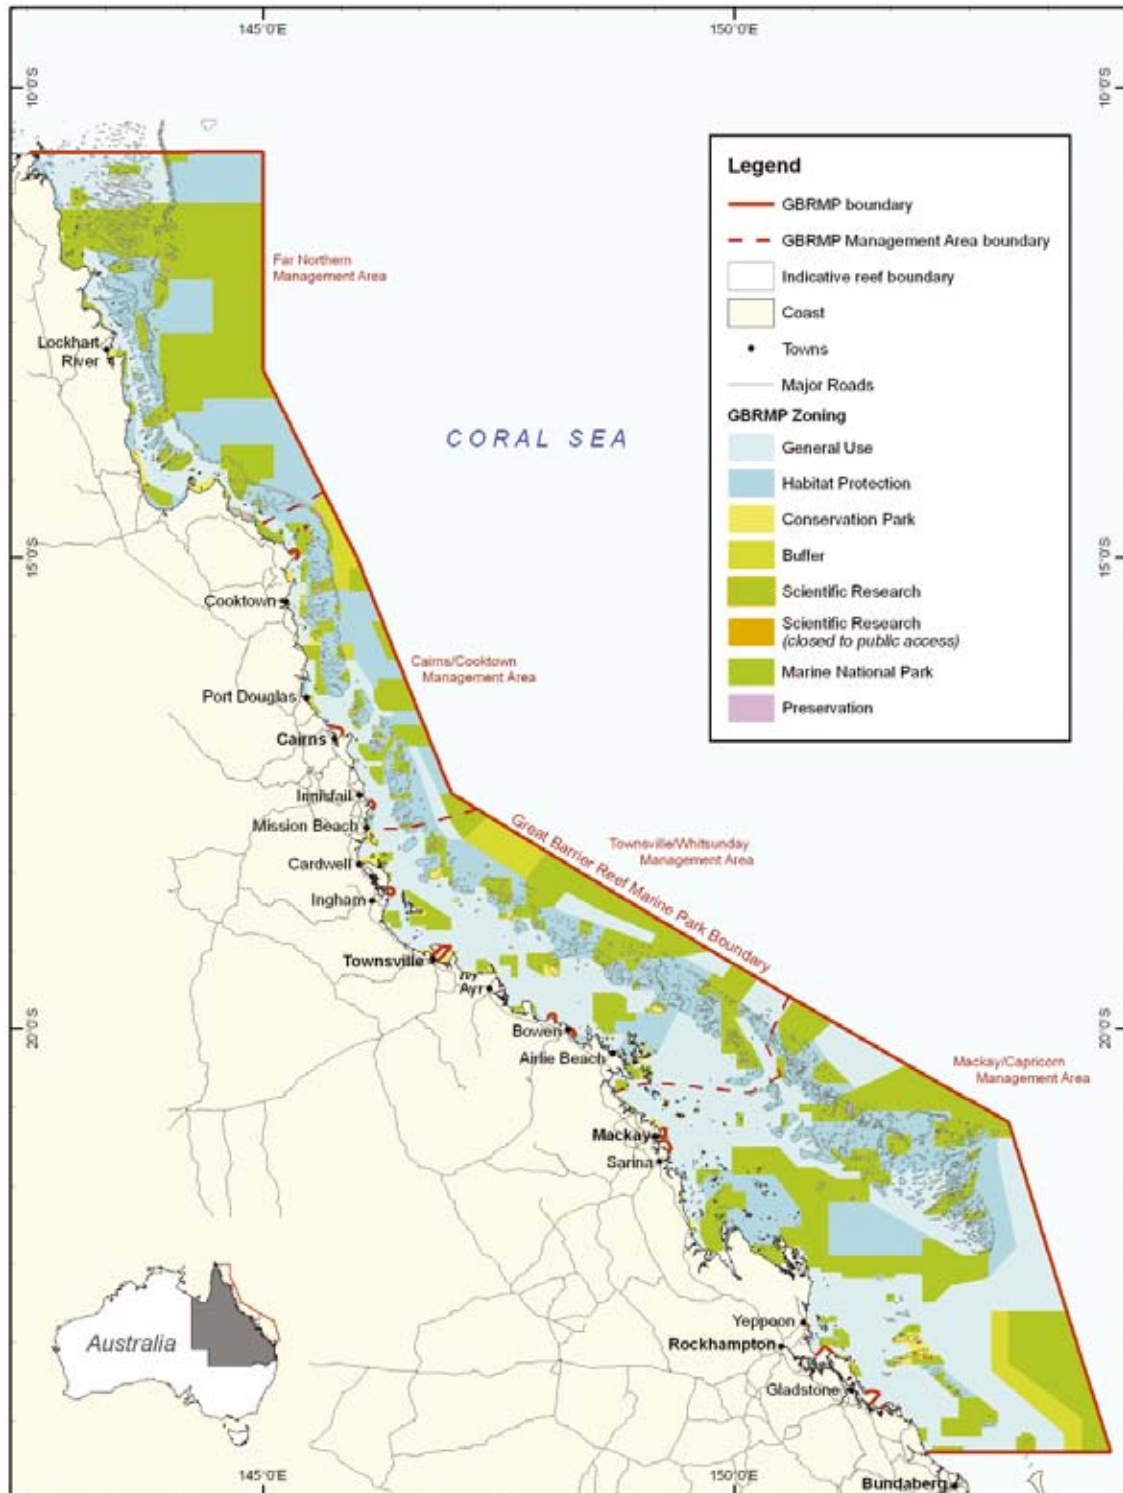 145°0'E
150°0'E
10°0'S
10°0'S
Legend
GBRMP boundary
GBRMP Management Area boundary
Indicative reef boundary
Coast
Towns
Major Roads
GBRMP Zoning
General Use
Habitat Protection
Conservation Park
Buffer
Scientific Research
Scientific Research
(closed to public access)
Marine National Park
Preservation
Far Northern
Management Area
Lockhart
River
CORAL SEA
15°0'S
15°0'S
Cooktown
Cairns/Cooktown
Management Area
Port Douglas
Cairns
Innisfail
Mission Beach
Great Barrier Reef Marine Park Boundary
Townsville/Whitsunday
Management Area
Cardwell
Ingham
Townsville
Ayr
20°0'S
20°0'S
Bowen
Airlie Beach
Mackay/Capricorn
Management Area
Mackay
Sarina
Yeppoon
Rockhampton
Australia
Gladstone
145°0'E
150°0'E
Bundaberg